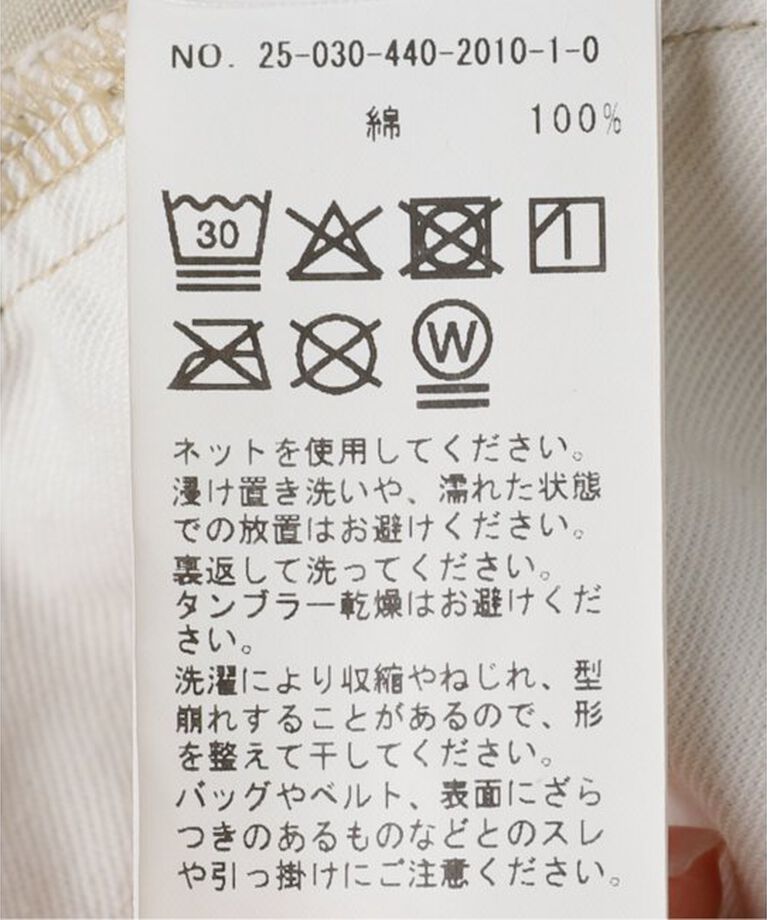 NO. 25-030-440-2010-1-0
綿 100%
30
W
ネットを使用してください。
浸け置き洗いや、濡れた状態
での放置はお避けください。
裏返して洗ってください。
タンブラー乾燥はお避けくだ
さい。
洗濯により収縮やねじれ、型
崩れすることがあるので、形
を整えて干してください。
バッグやベルト、表面にざら
つきのあるものなどとのスレ
や引っ掛けにご注意ください。